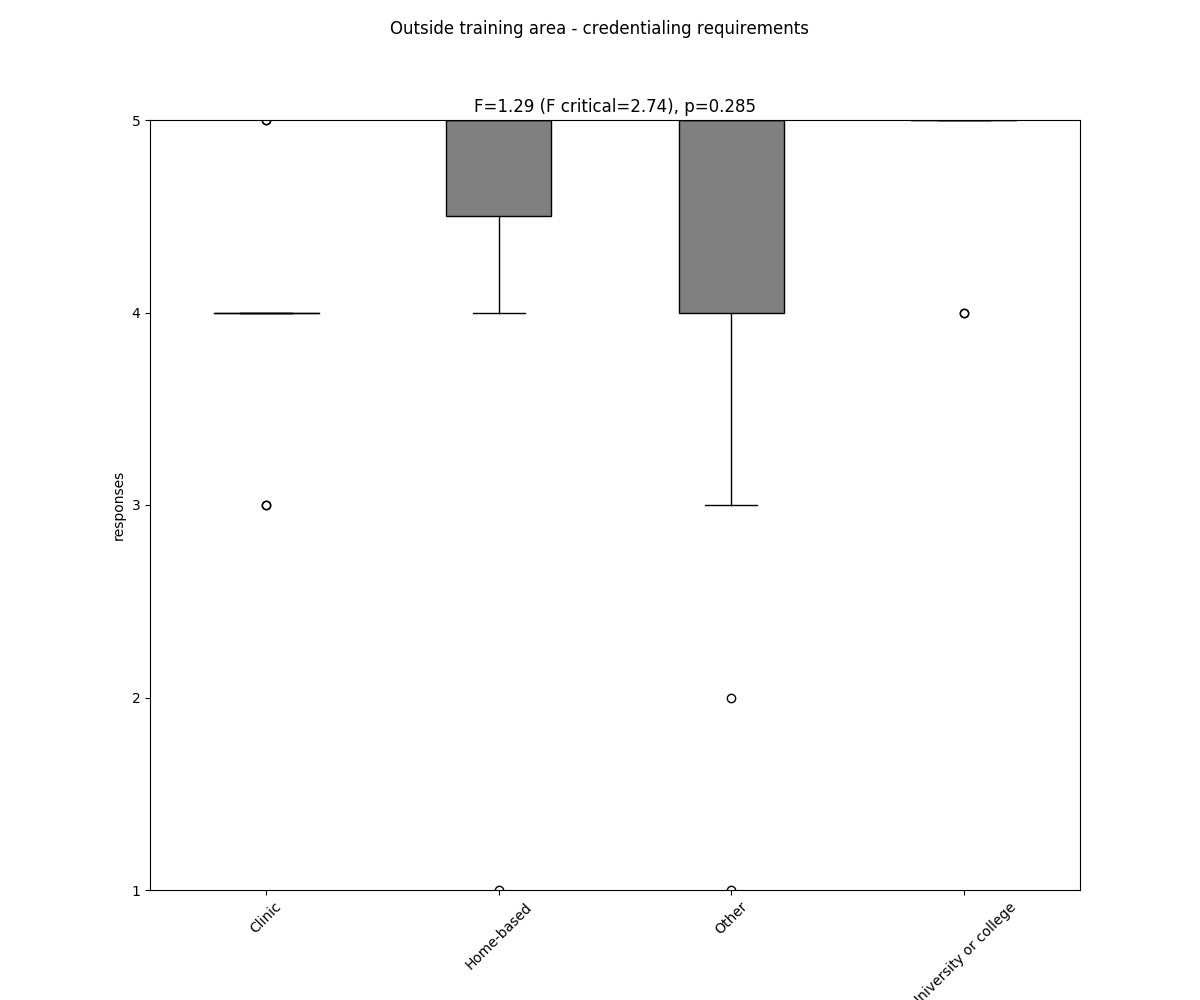 Outside training area - credentialing requirements
F=1.29 (F critical=2.74), p=0.285
responses
5
4
3
2
1
Clinic
Home-based
Other
niversity or college